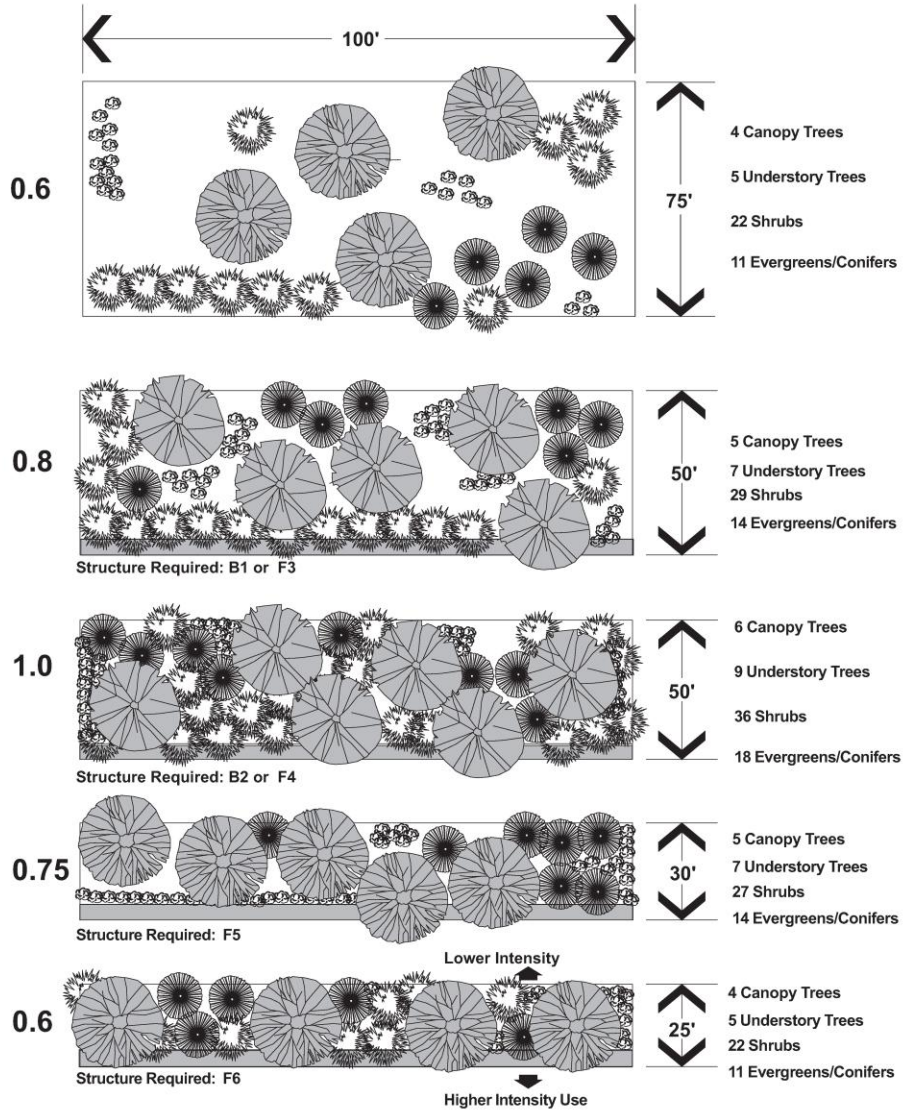 100'
0.6
75'
4 Canopy Trees
5 Understory Trees
22 Shrubs
11 Evergreens/Conifers
0.8
50'
5 Canopy Trees
7 Understory Trees
29 Shrubs
14 Evergreens/Conifers
Structure Required: B1 or F3
1.0
50'
6 Canopy Trees
9 Understory Trees
36 Shrubs
18 Evergreens/Conifers
Structure Required: B2 or F4
0.75
30'
5 Canopy Trees
7 Understory Trees
27 Shrubs
14 Evergreens/Conifers
Structure Required: F5
Lower Intensity
0.6
25'
4 Canopy Trees
5 Understory Trees
22 Shrubs
11 Evergreens/Conifers
Structure Required: F6
Higher Intensity Use